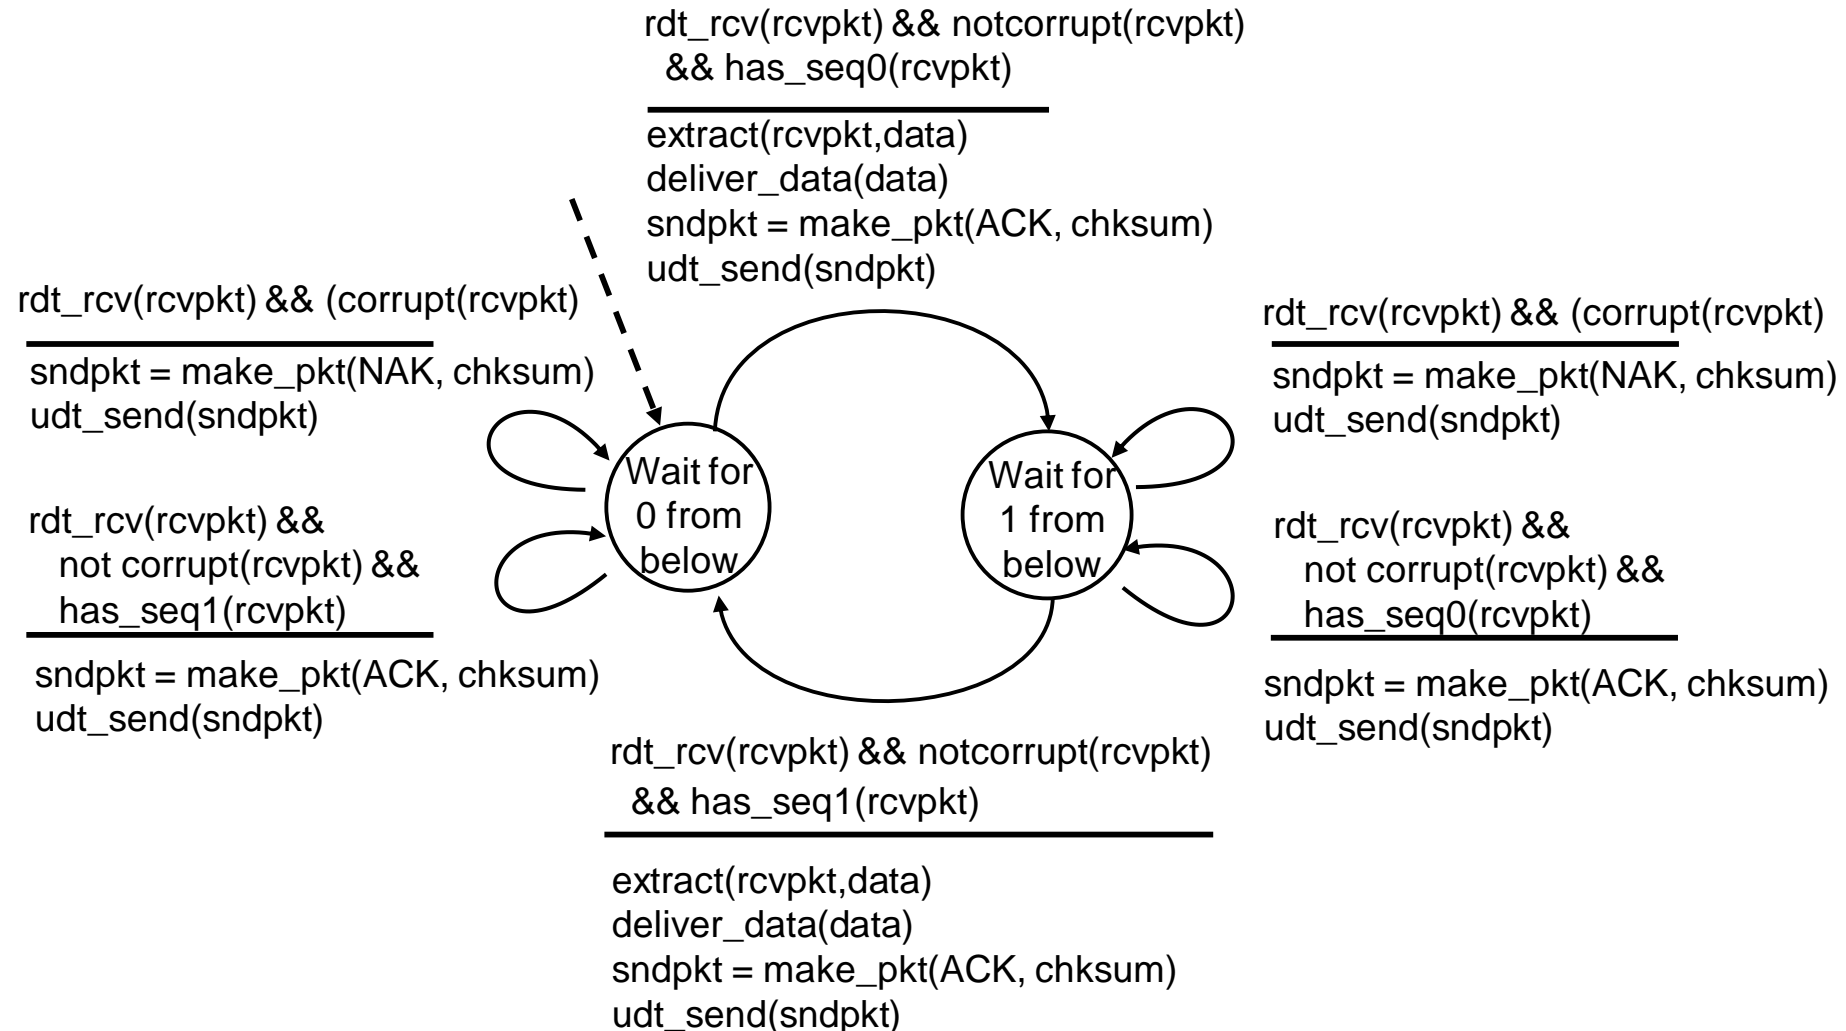 rdt_rcv(rcvpkt) && notcorrupt(rcvpkt)
&& has_seq0(rcvpkt)
extract(rcvpkt,data)
deliver_data(data)
sndpkt = make_pkt(ACK, chksum)
udt_send(sndpkt)
rdt_rcv(rcvpkt) && (corrupt(rcvpkt)
sndpkt = make_pkt(NAK, chksum)
udt_send(sndpkt)
rdt_rcv(rcvpkt) &&
not corrupt(rcvpkt) &&
has_seq1(rcvpkt)
sndpkt = make_pkt(ACK, chksum)
udt_send(sndpkt)
Wait for
0 from
below
Wait for
1 from
below
rdt_rcv(rcvpkt) && (corrupt(rcvpkt)
sndpkt = make_pkt(NAK, chksum)
udt_send(sndpkt)
rdt_rcv(rcvpkt) &&
not corrupt(rcvpkt) &&
has_seq0(rcvpkt)
sndpkt = make_pkt(ACK, chksum)
udt_send(sndpkt)
rdt_rcv(rcvpkt) && notcorrupt(rcvpkt)
&& has_seq1(rcvpkt)
extract(rcvpkt,data)
deliver_data(data)
sndpkt = make_pkt(ACK, chksum)
udt_send(sndpkt)